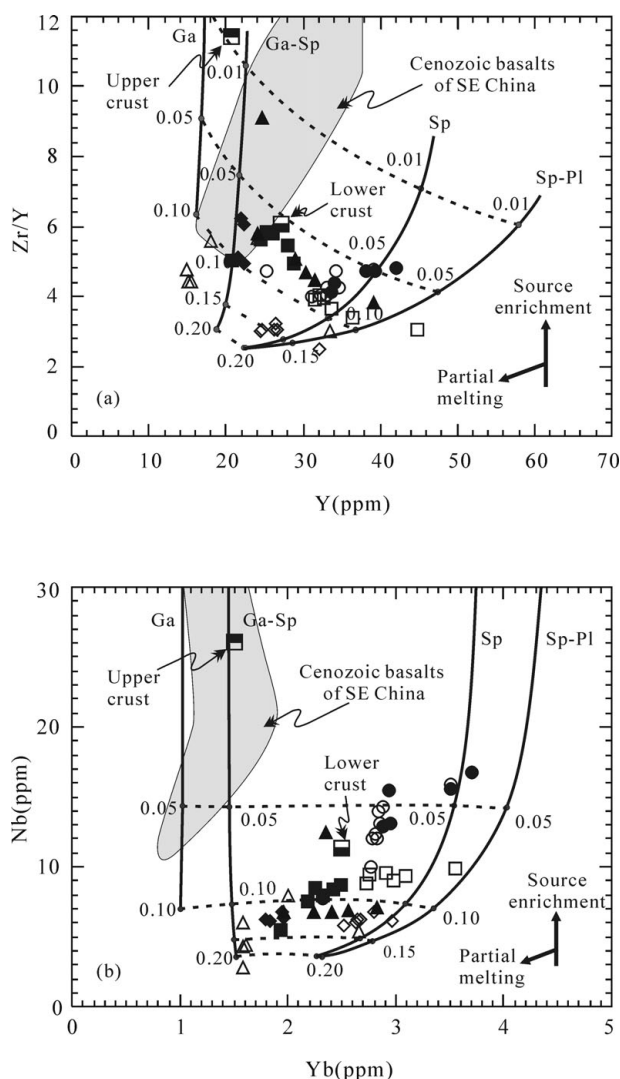 12
10
8
6
4
2
0
Zr/Y
Ga
Ga-Sp
Upper
crust
0.01
Cenozoic basalts
of SE China
Sp
Sp-Pl
0.05
0.05
0.01
0.01
Lower
crust
0.10
0.1
0.05
0.05
0.15
0.10
0.20
0.20
0.15
Source
enrichment
Partial
melting
(a)
0 10 20 30 40 50 60 70
Y(ppm)
30
20
10
0
Nb(ppm)
Ga
Ga-Sp
Sp
Sp-Pl
Upper
crust
Cenozoic basalts
of SE China
Lower
crust
0.05
0.05
0.05
0.05
0.10
0.10
0.10
0.20
0.20
0.15
Source
enrichment
Partial
melting
(b)
0 1 2 3 4 5
Yb(ppm)